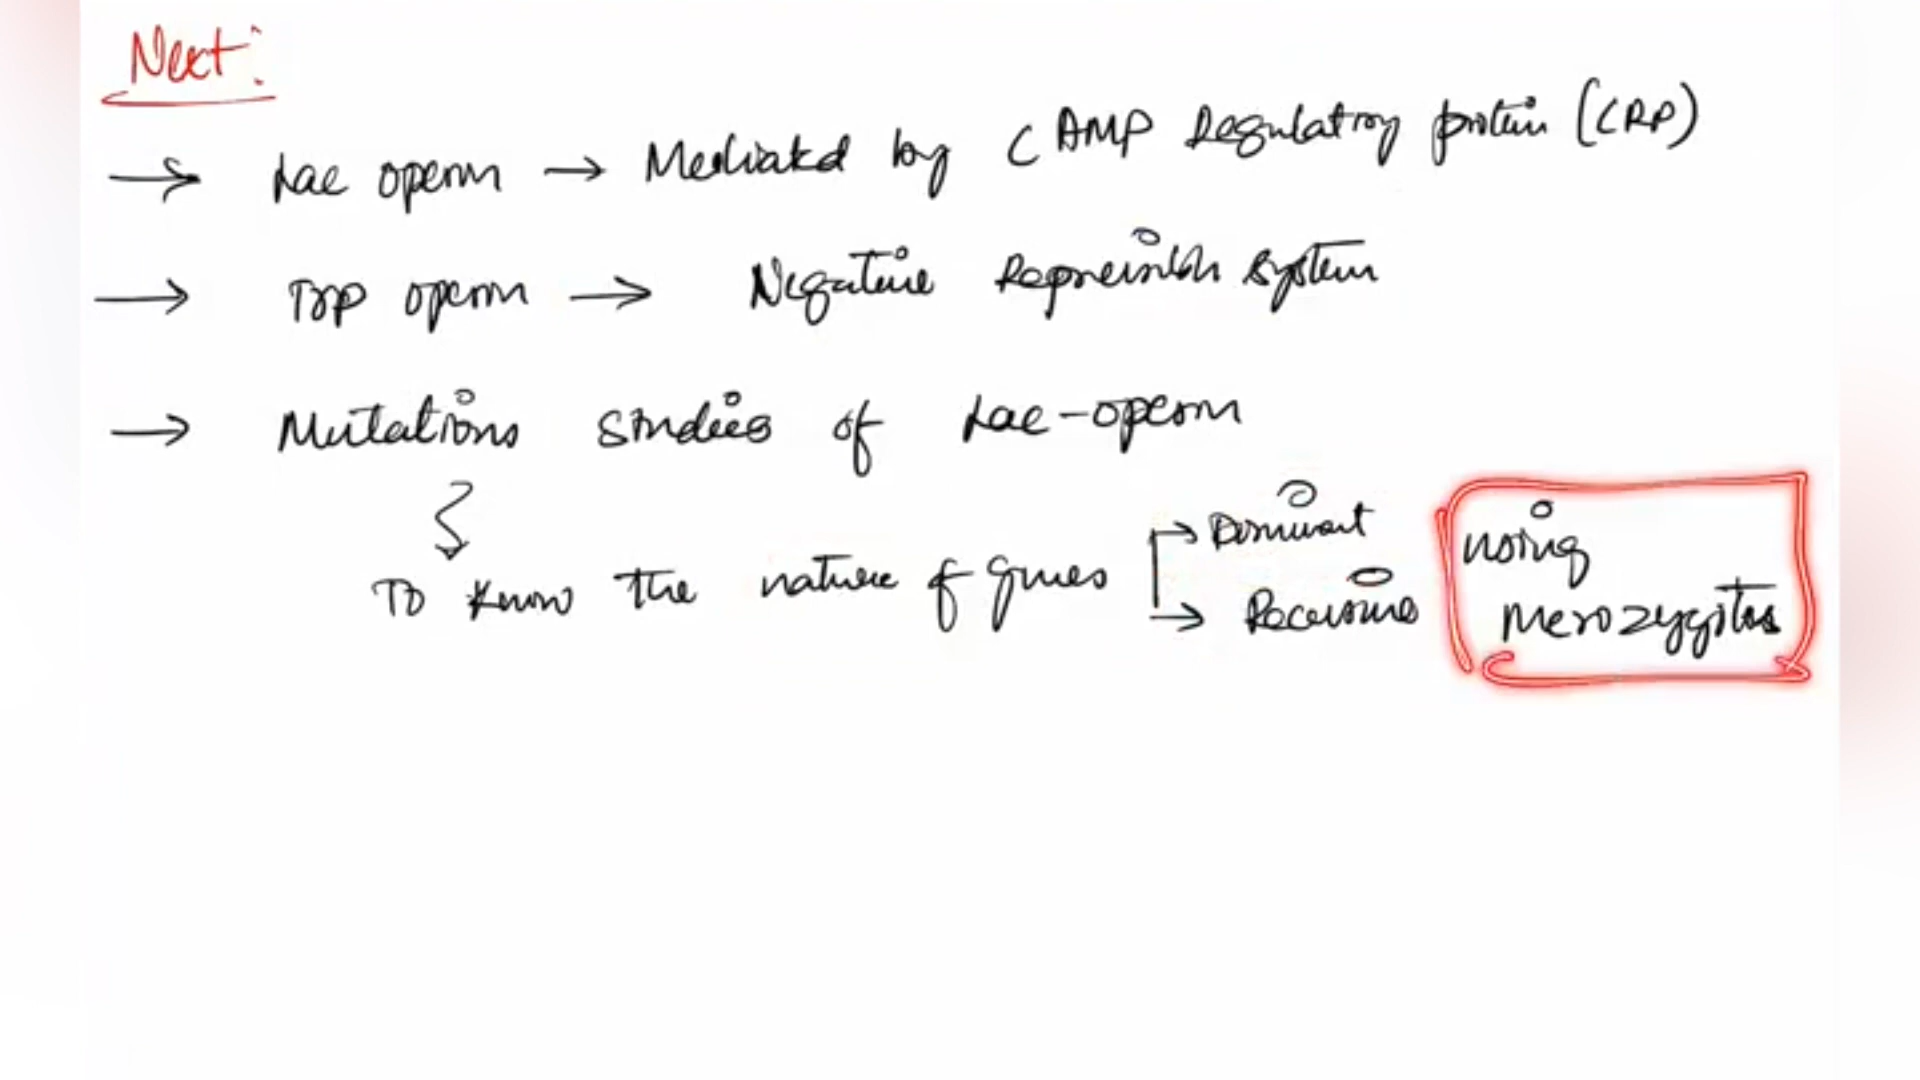 Next:
→ Lac operon → Mediated by cAMP Regulatory protein (CRP)
→ Trp operon → Negative Repression system
→ Mutations studies of Lac-operon
To know the nature of genes → Dominant
→ Recessive
using
merozygotes